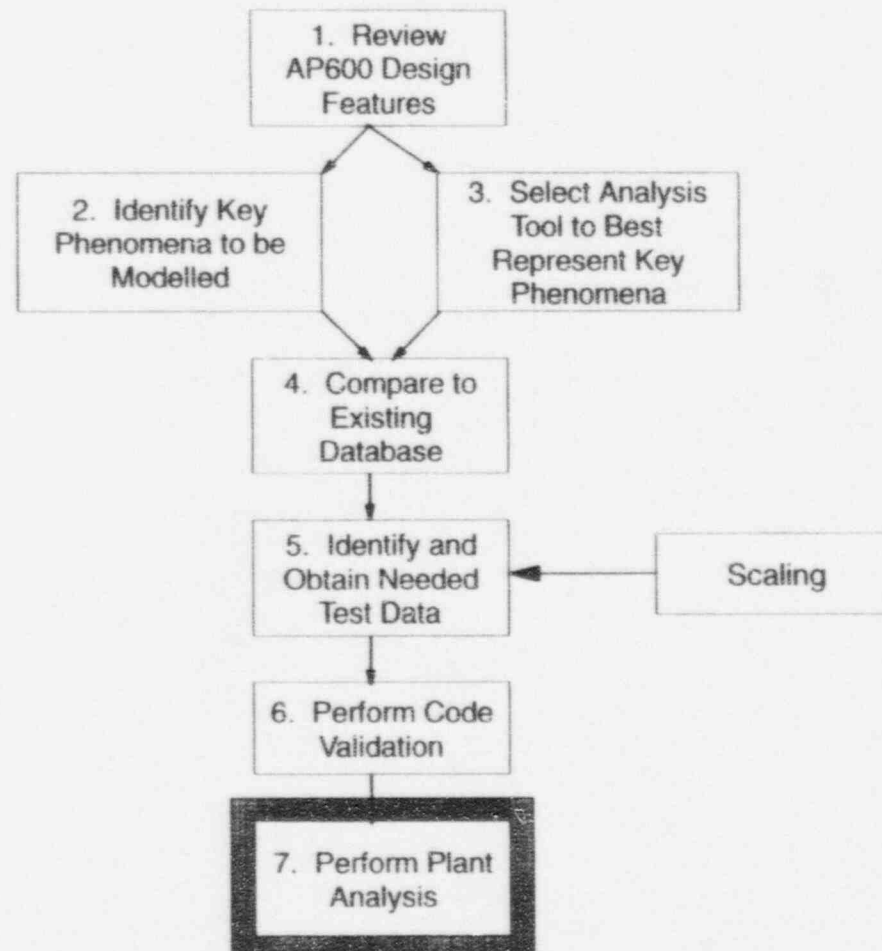 1. Review
AP600 Design
Features
2. Identify Key
Phenomena to be
Modelled
3. Select Analysis
Tool to Best
Represent Key
Phenomena
4. Compare to
Existing
Database
5. Identify and
Obtain Needed
Test Data
Scaling
6. Perform Code
Validation
7. Perform Plant
Analysis